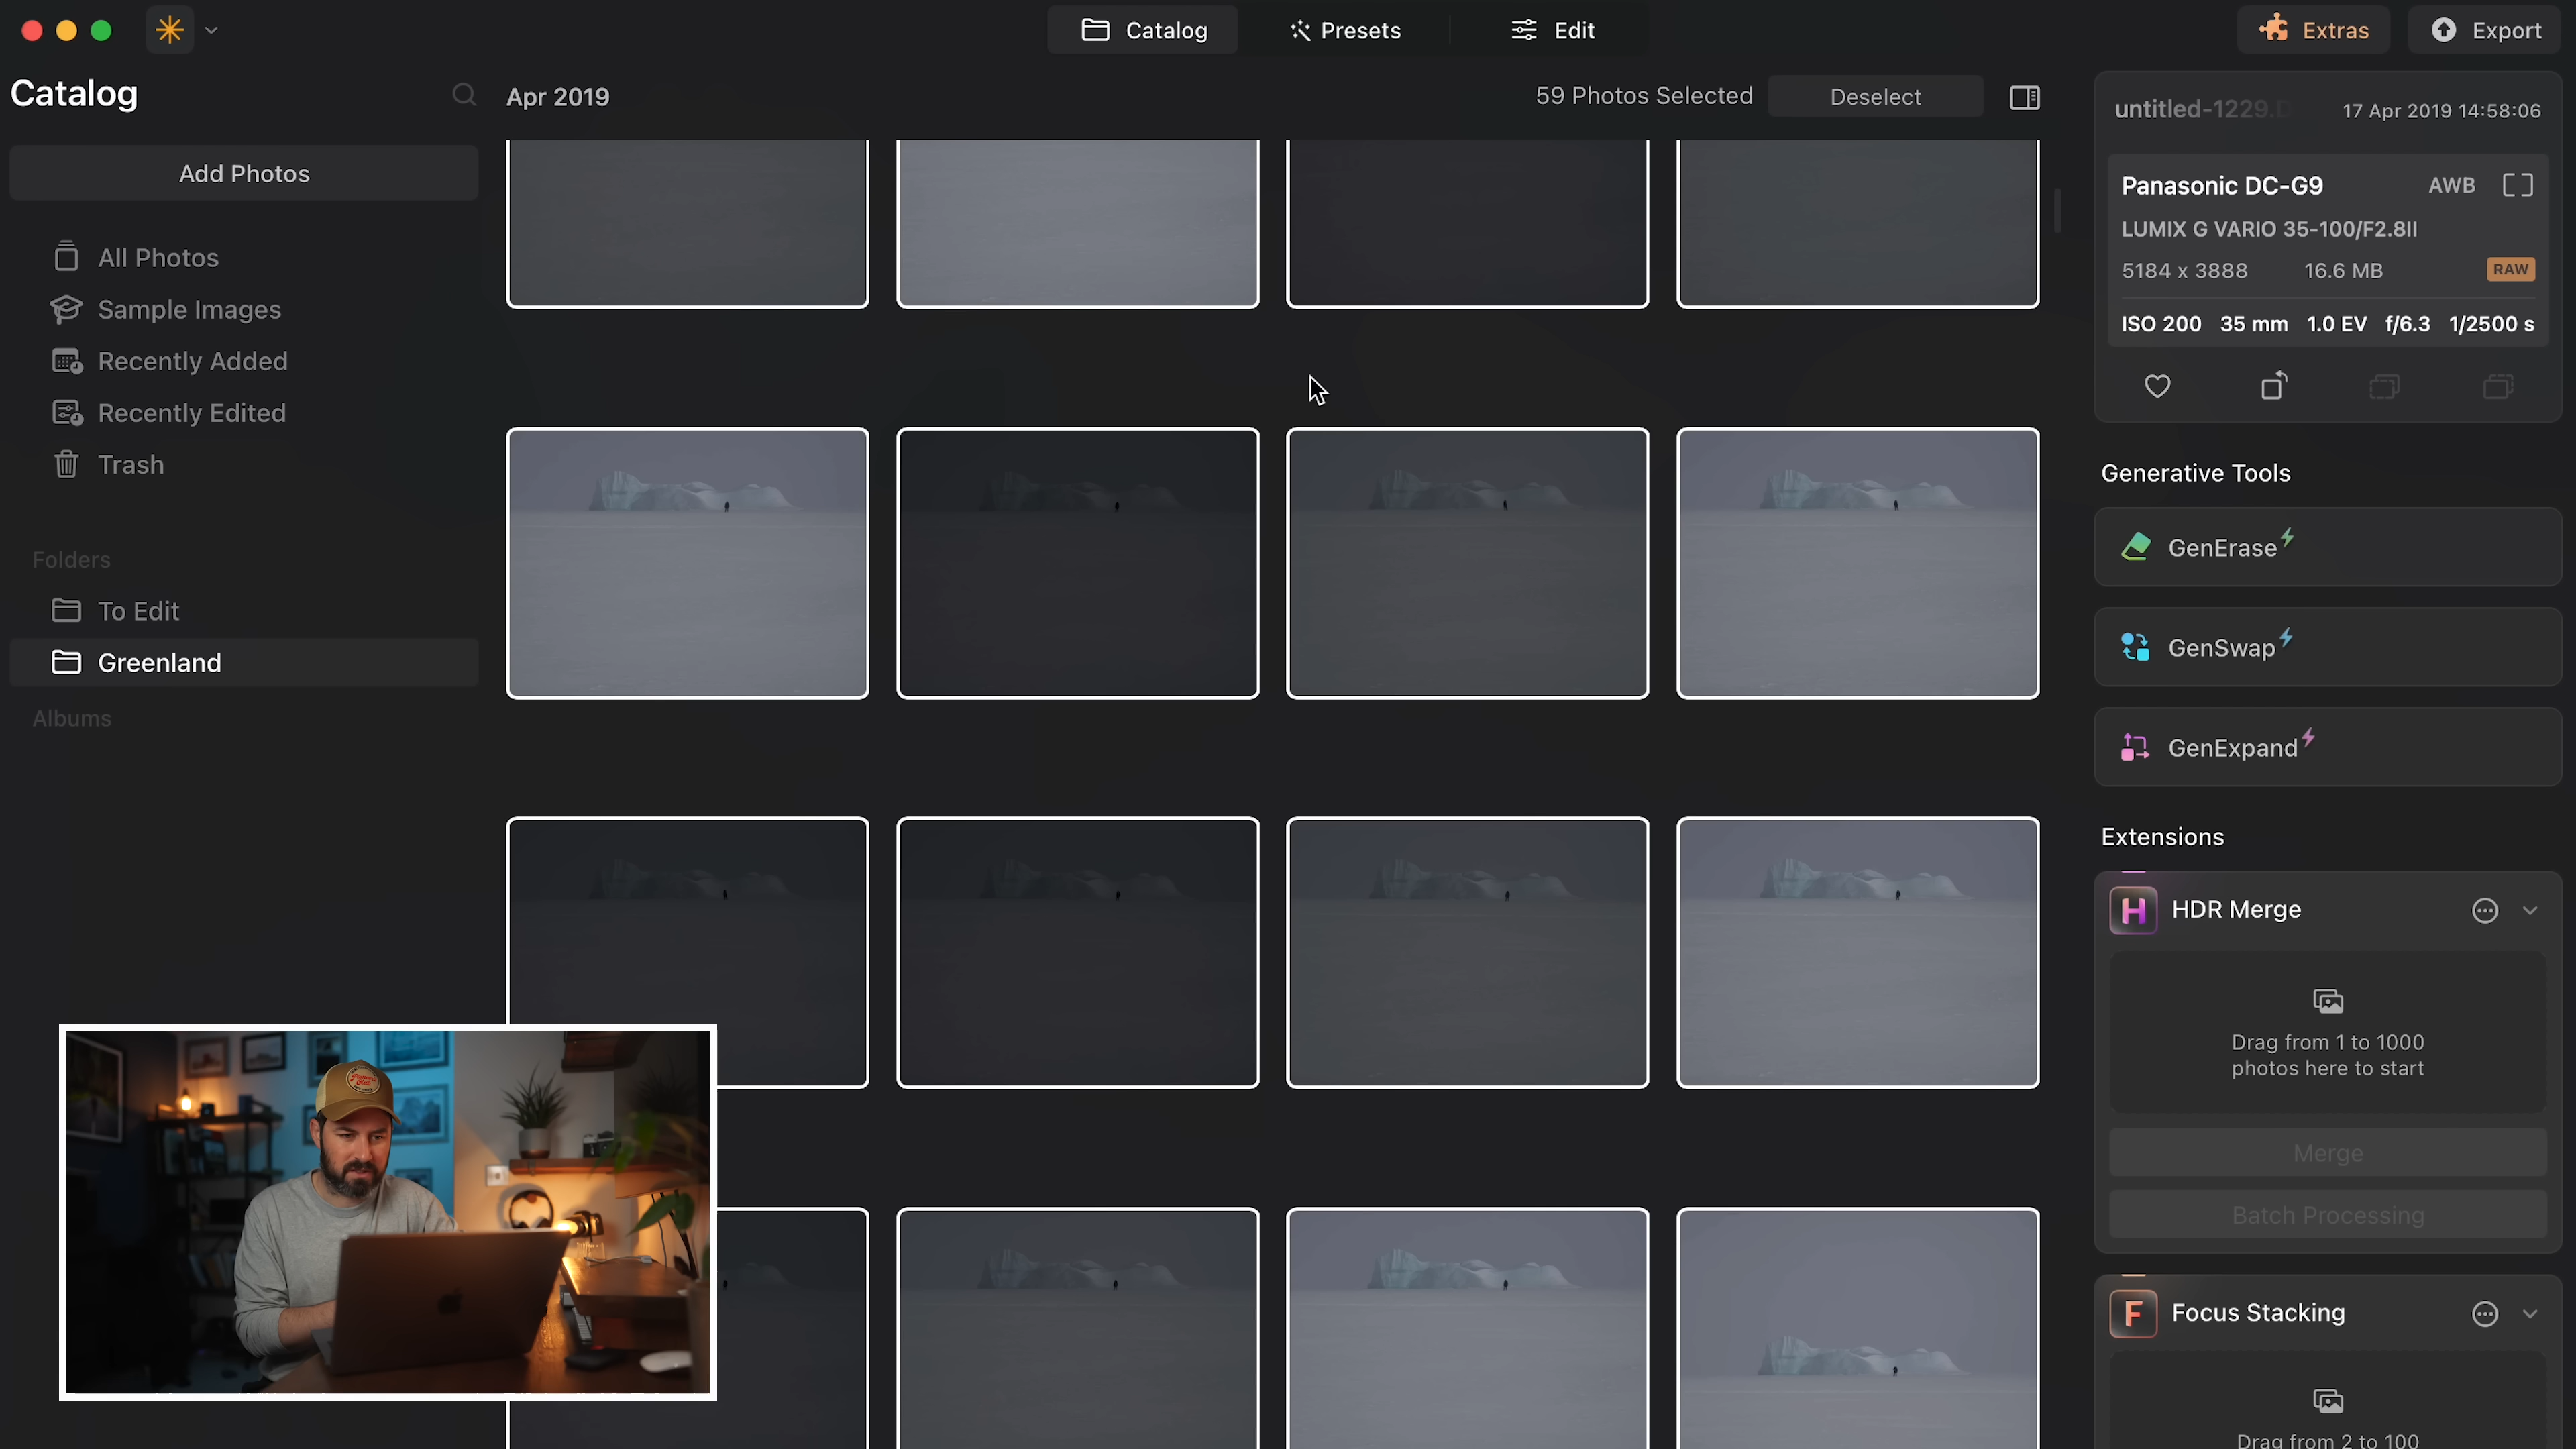 Catalog
Presets
Edit
Extras
Export
Catalog
Apr 2019
59 Photos Selected
Deselect
Add Photos
All Photos
Sample Images
Recently Added
Recently Edited
Trash
Folders
To Edit
Greenland
Albums
untitled-1229.D
17 Apr 2019 14:58:06
Panasonic DC-G9
AWB
LUMIX G VARIO 35-100/F2.8II
5184 x 3888
16.6 MB
RAW
ISO 200 35 mm 1.0 EV f/6.3 1/2500 s
Generative Tools
GenErase
GenSwap
GenExpand
Extensions
H
HDR Merge
Drag from 1 to 1000
photos here to start
Merge
Batch Processing
F
Focus Stacking
Drag from 2 to 100